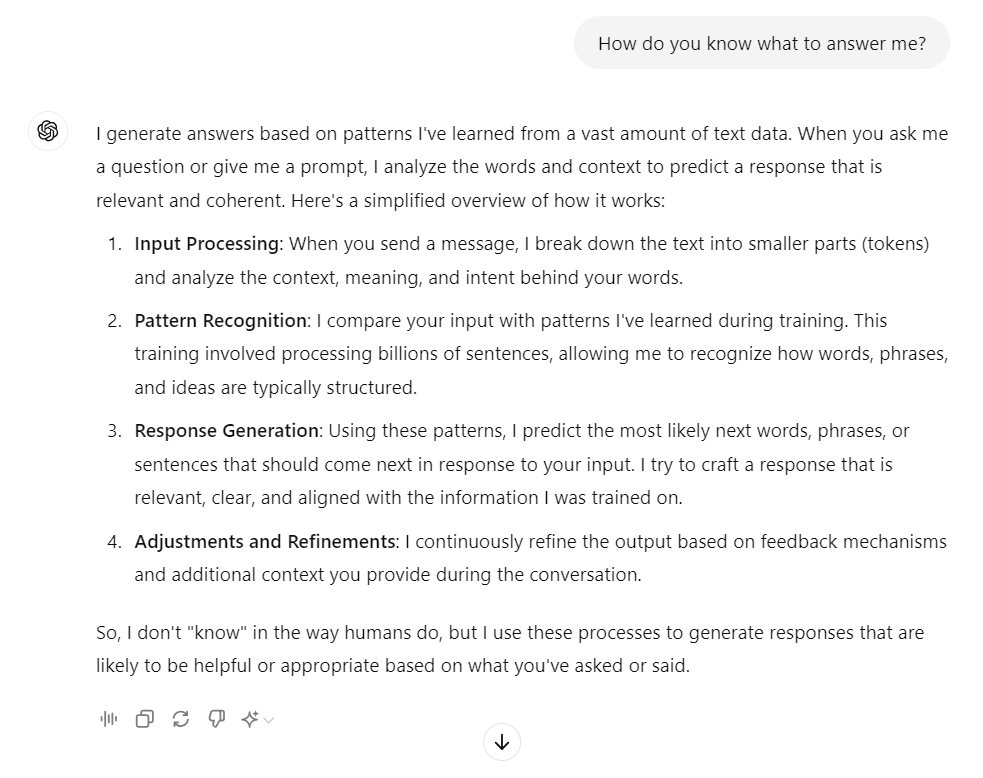 How do you know what to answer me?
I generate answers based on patterns I've learned from a vast amount of text data. When you ask me
a question or give me a prompt, I analyze the words and context to predict a response that is
relevant and coherent. Here's a simplified overview of how it works:
1. Input Processing: When you send a message, I break down the text into smaller parts (tokens)
and analyze the context, meaning, and intent behind your words.
2. Pattern Recognition: I compare your input with patterns I've learned during training. This
training involved processing billions of sentences, allowing me to recognize how words, phrases,
and ideas are typically structured.
3. Response Generation: Using these patterns, I predict the most likely next words, phrases, or
sentences that should come next in response to your input. I try to craft a response that is
relevant, clear, and aligned with the information I was trained on.
4. Adjustments and Refinements: I continuously refine the output based on feedback mechanisms
and additional context you provide during the conversation.
So, I don't "know" in the way humans do, but I use these processes to generate responses that are
likely to be helpful or appropriate based on what you've asked or said.